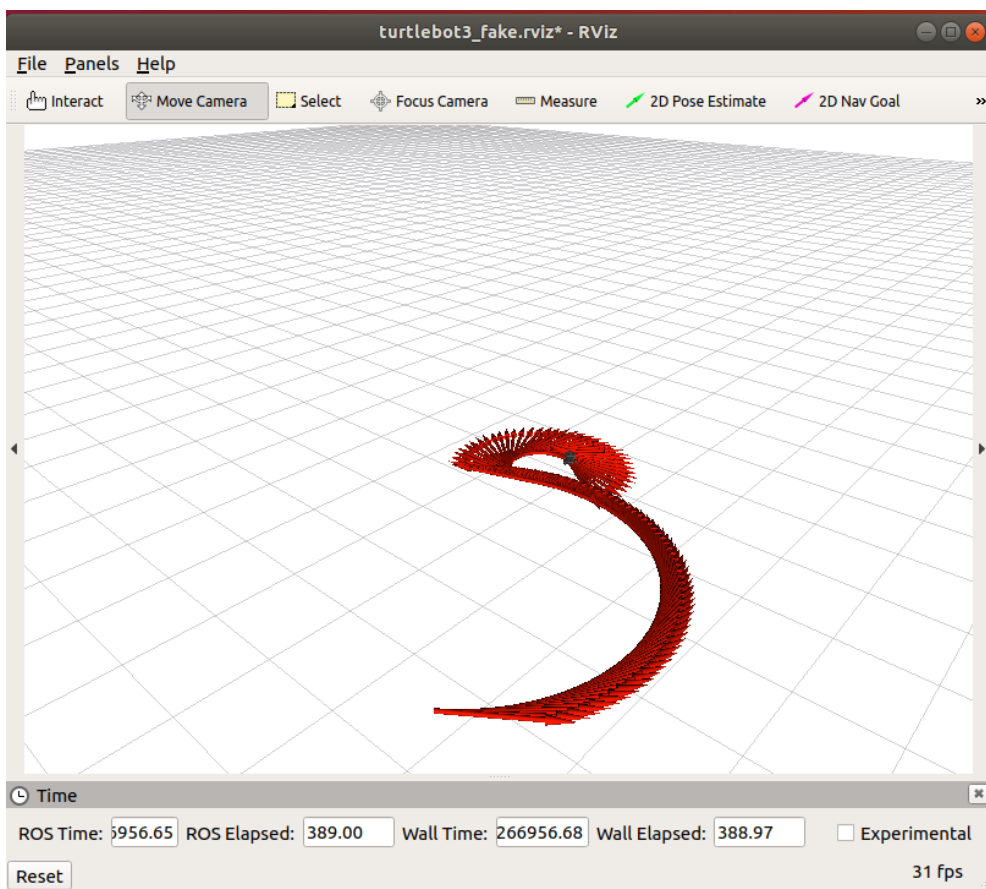 turtlebot3_fake.rviz* - RViz
File Panels Help
Interact Move Camera Select Focus Camera Measure 2D Pose Estimate 2D Nav Goal »
Time
ROS Time: 6956.65 ROS Elapsed: 389.00 Wall Time: 266956.68 Wall Elapsed: 388.97 Experimental
Reset 31 fps